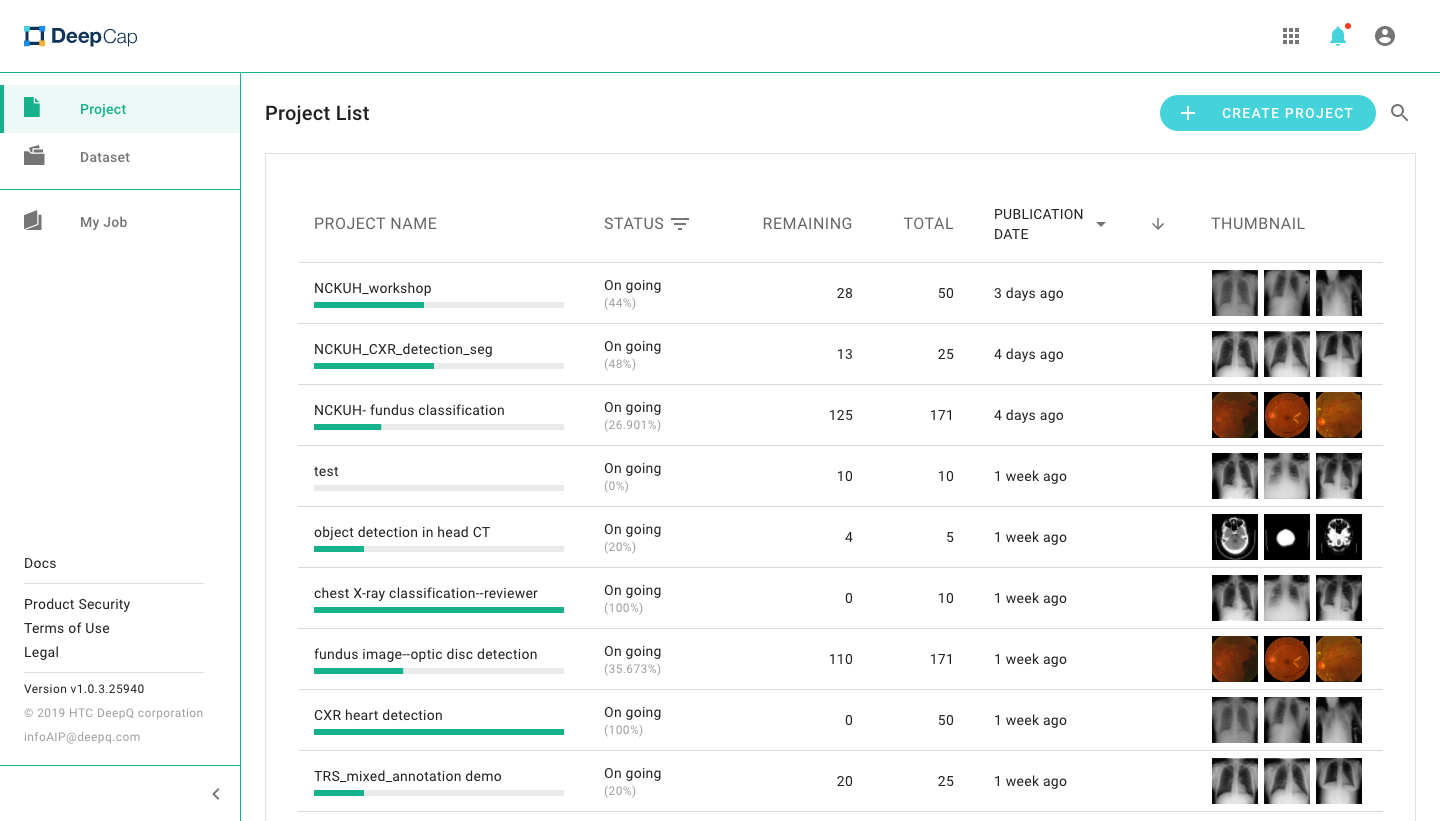 DeepCap
Project
Dataset
My Job
Docs
Product Security
Terms of Use
Legal
Version v1.0.3.25940
© 2019 HTC DeepQ corporation
infoAIP@deepq.com
Project List
CREATE PROJECT
PROJECT NAME STATUS REMAINING TOTAL PUBLICATION DATE THUMBNAIL
NCKUH_workshop On going (44%) 28 50 3 days ago
NCKUH_CXR_detection_seg On going (48%) 13 25 4 days ago
NCKUH- fundus classification On going (26.901%) 125 171 4 days ago
test On going (0%) 10 10 1 week ago
object detection in head CT On going (20%) 4 5 1 week ago
chest X-ray classification--reviewer On going (100%) 0 10 1 week ago
fundus image--optic disc detection On going (35.673%) 110 171 1 week ago
CXR heart detection On going (100%) 0 50 1 week ago
TRS_mixed_annotation demo On going (20%) 20 25 1 week ago